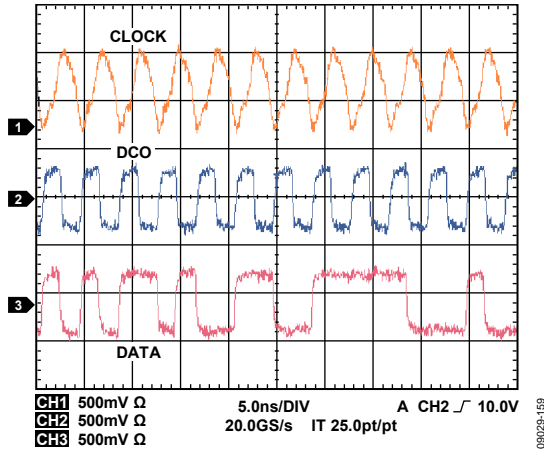 CLOCK
1
DCO
2
3
DATA
CH1 500mV Ω
CH2 500mV Ω
CH3 500mV Ω
5.0ns/DIV
20.0GS/s IT 25.0pt/pt
A CH2 ⎍ 10.0V
09029-159